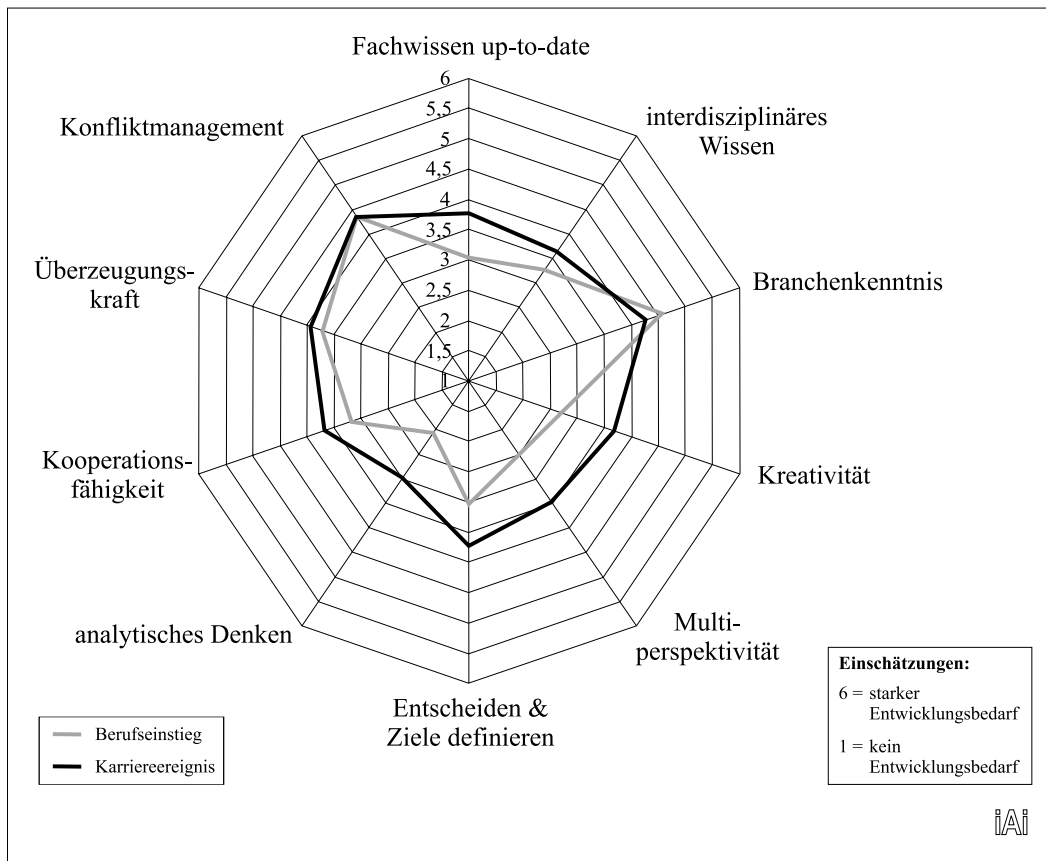 Fachwissen up-to-date
6
5,5
5
4,5
4
3,5
3
2,5
2
1,5
1
interdisziplinäres
Wissen
Branchenkenntnis
Kreativität
Multi-
perspektivität
Entscheiden &
Ziele definieren
analytisches Denken
Kooperations-
fähigkeit
Überzeugungs-
kraft
Konfliktmanagement
Berufseinstieg
Karriereereignis
Einschätzungen:
6 = starker
Entwicklungsbedarf
1 = kein
Entwicklungsbedarf
iAi